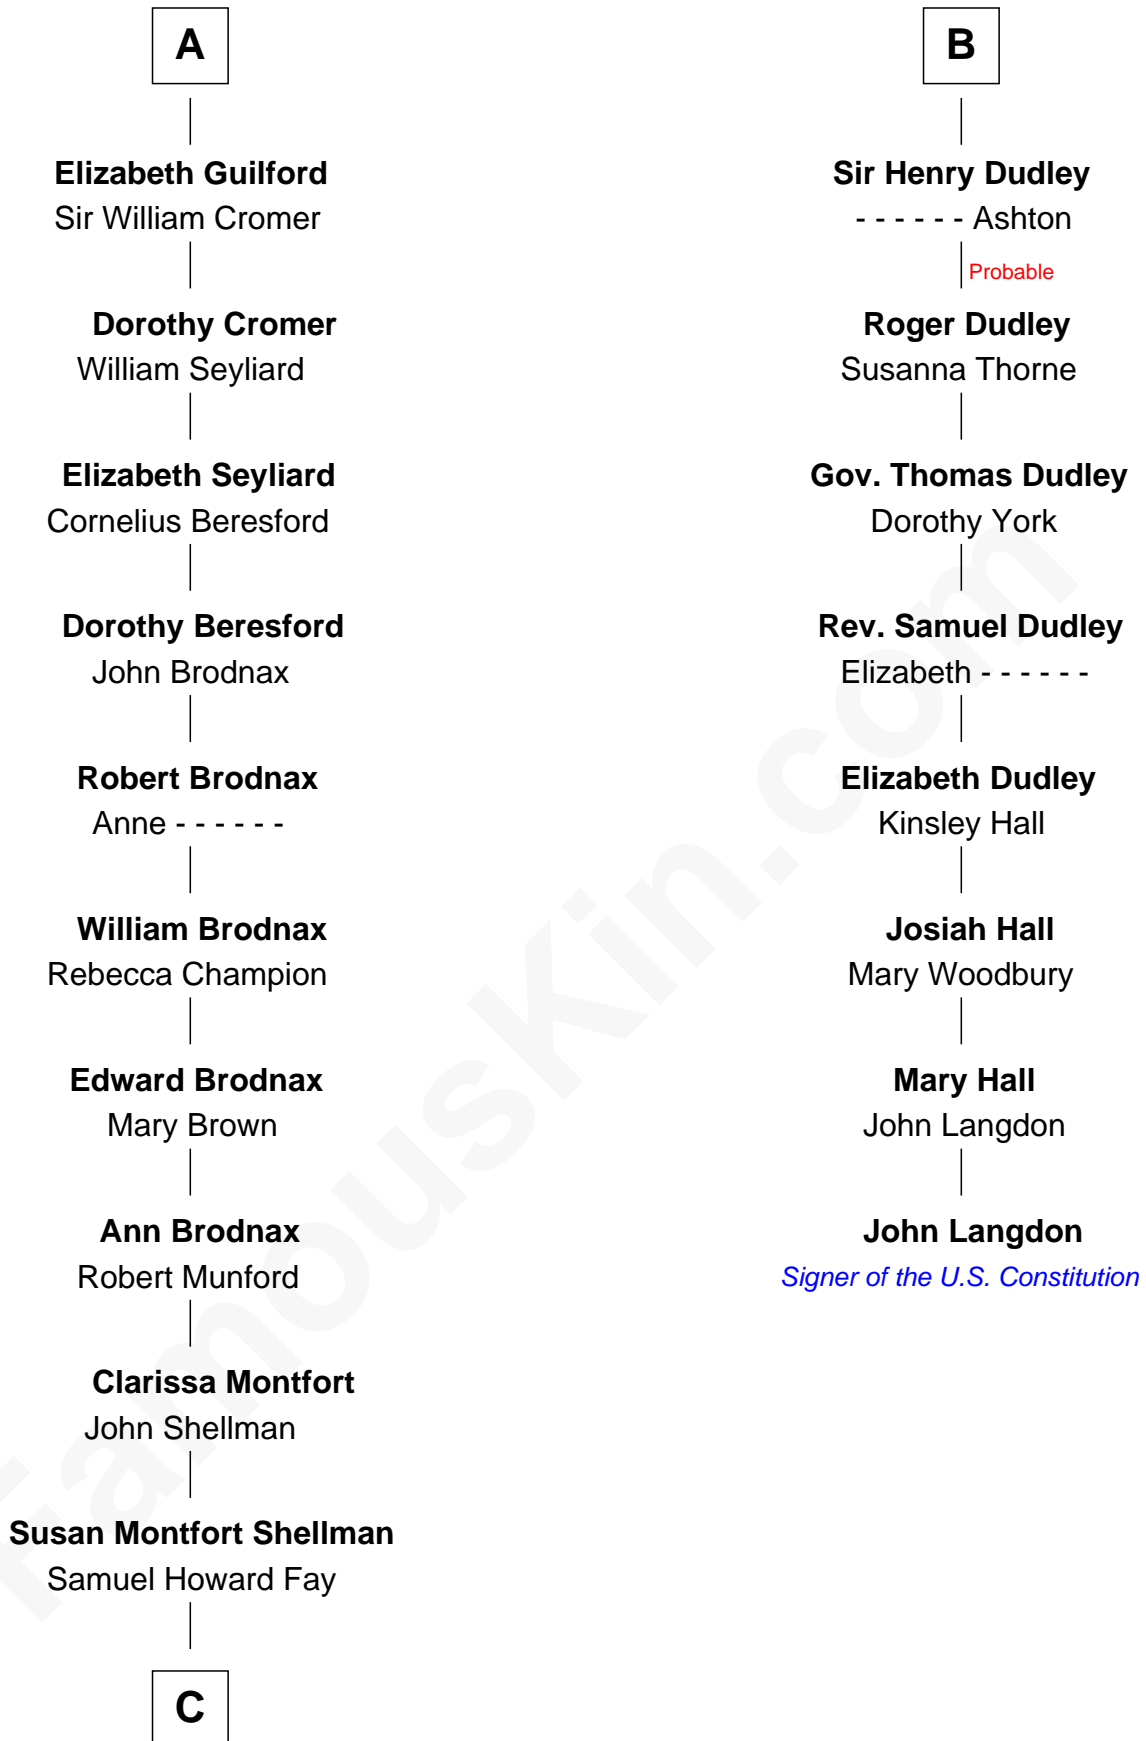 A
Elizabeth Guilford
Sir William Cromer
Dorothy Cromer
William Seyliard
Elizabeth Seyliard
Cornelius Beresford
Dorothy Beresford
John Brodnax
Robert Brodnax
Anne - - - - - -
William Brodnax
Rebecca Champion
Edward Brodnax
Mary Brown
Ann Brodnax
Robert Munford
Clarissa Montfort
John Shellman
Susan Montfort Shellman
Samuel Howard Fay
C
B
Sir Henry Dudley
- - - - - - Ashton
Probable
Roger Dudley
Susanna Thorne
Gov. Thomas Dudley
Dorothy York
Rev. Samuel Dudley
Elizabeth - - - - - -
Elizabeth Dudley
Kinsley Hall
Josiah Hall
Mary Woodbury
Mary Hall
John Langdon
John Langdon
Signer of the U.S. Constitution
FamousKin.com